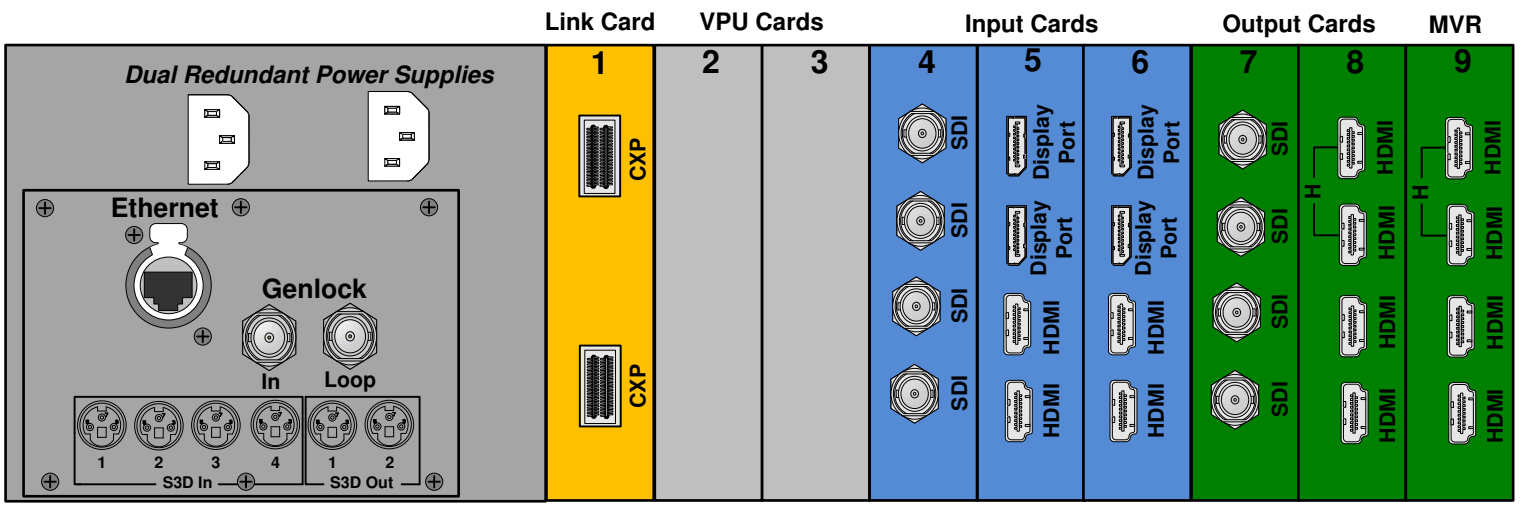 Link Card VPU Cards Input Cards Output Cards MVR
Dual Redundant Power Supplies
1 2 3 4 5 6 7 8 9
Ethernet
Genlock
In Loop
1 2 3 4 1 2
S3D In S3D Out
CXP
CXP
SDI
SDI
SDI
SDI
Display
Port
Display
Port
HDMI
HDMI
Display
Port
Display
Port
HDMI
HDMI
SDI
SDI
SDI
SDI
H
HDMI
HDMI
HDMI
HDMI
H
HDMI
HDMI
HDMI
HDMI